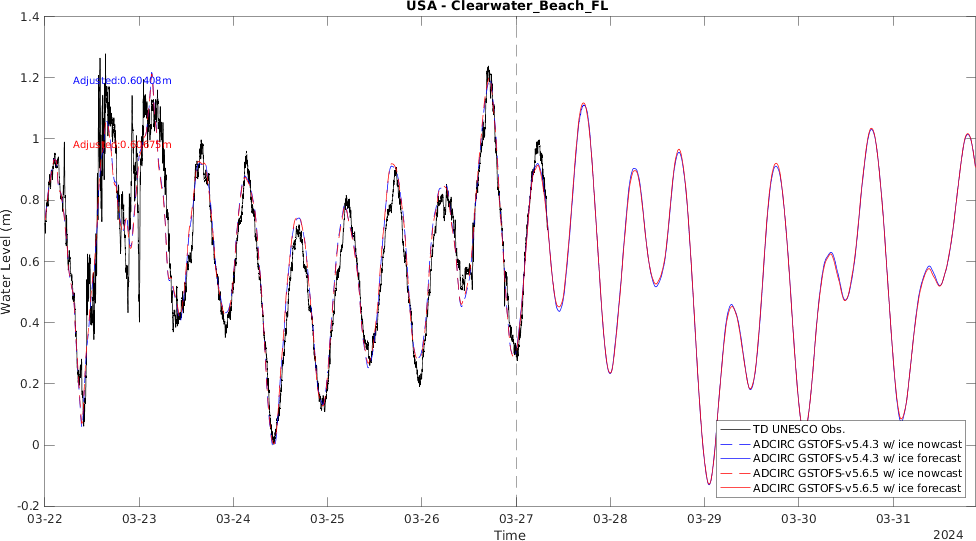 USA - Clearwater_Beach_FL
1.4
1.2
1
0.8
0.6
0.4
0.2
0
-0.2
Water Level (m)
Adjusted:0.60408m
Adjusted:0.60675m
TD UNESCO Obs.
ADCIRC GSTOFS-v5.4.3 w/ ice nowcast
ADCIRC GSTOFS-v5.4.3 w/ ice forecast
ADCIRC GSTOFS-v5.6.5 w/ ice nowcast
ADCIRC GSTOFS-v5.6.5 w/ ice forecast
03-22 03-23 03-24 03-25 03-26 03-27 03-28 03-29 03-30 03-31
Time
2024